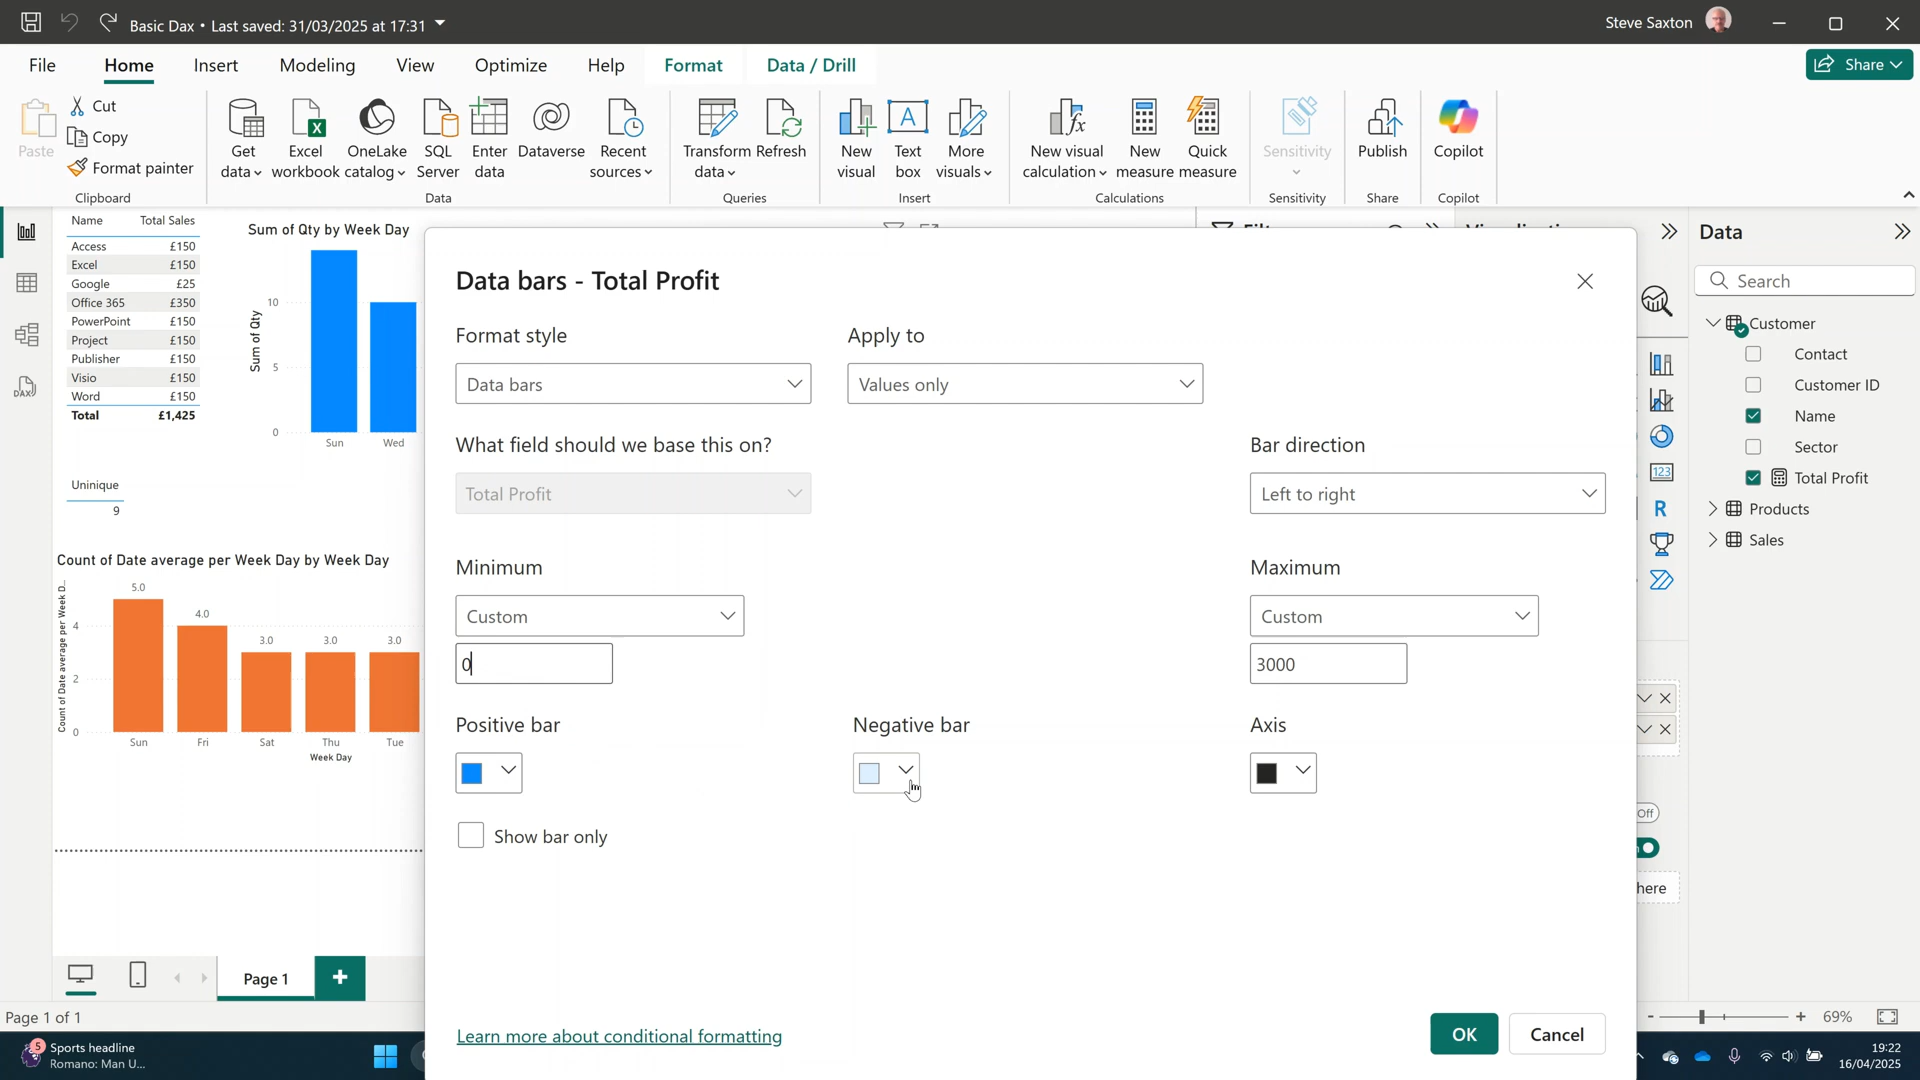 Basic Dax • Last saved: 31/03/2025 at 17:31
Steve Saxton
File
Home
Insert
Modeling
View
Optimize
Help
Format
Data / Drill
Share
Paste
Cut
Copy
Format painter
Clipboard
Get data
Excel workbook
OneLake catalog
SQL Server
Enter data
Dataverse
Recent sources
Data
Transform data
Refresh
Queries
New visual
Text box
More visuals
Insert
New visual calculation
New measure
Quick measure
Calculations
Sensitivity
Sensitivity
Publish
Share
Copilot
Copilot
Name Total Sales
Access £150
Excel £150
Google £25
Office 365 £350
PowerPoint £150
Project £150
Publisher £150
Visio £150
Word £150
Total £1,425
Sum of Qty by Week Day
Sum of Qty
10
5
0
Sun
Wed
Uninique
9
Count of Date average per Week Day by Week Day
Count of Date average per Week D...
5.0
4.0
3.0
3.0
3.0
4
2
0
Sun
Fri
Sat
Thu
Tue
Week Day
Data bars - Total Profit
Format style
Apply to
Data bars
Values only
What field should we base this on?
Bar direction
Total Profit
Left to right
Minimum
Maximum
Custom
Custom
0
3000
Positive bar
Negative bar
Axis
Show bar only
Learn more about conditional formatting
OK
Cancel
Data
Search
Customer
Contact
Customer ID
Name
Sector
Total Profit
Products
Sales
123
R
Off
here
DAX
Page 1
Page 1 of 1
69%
5
Sports headline
Romano: Man U...
19:22
16/04/2025